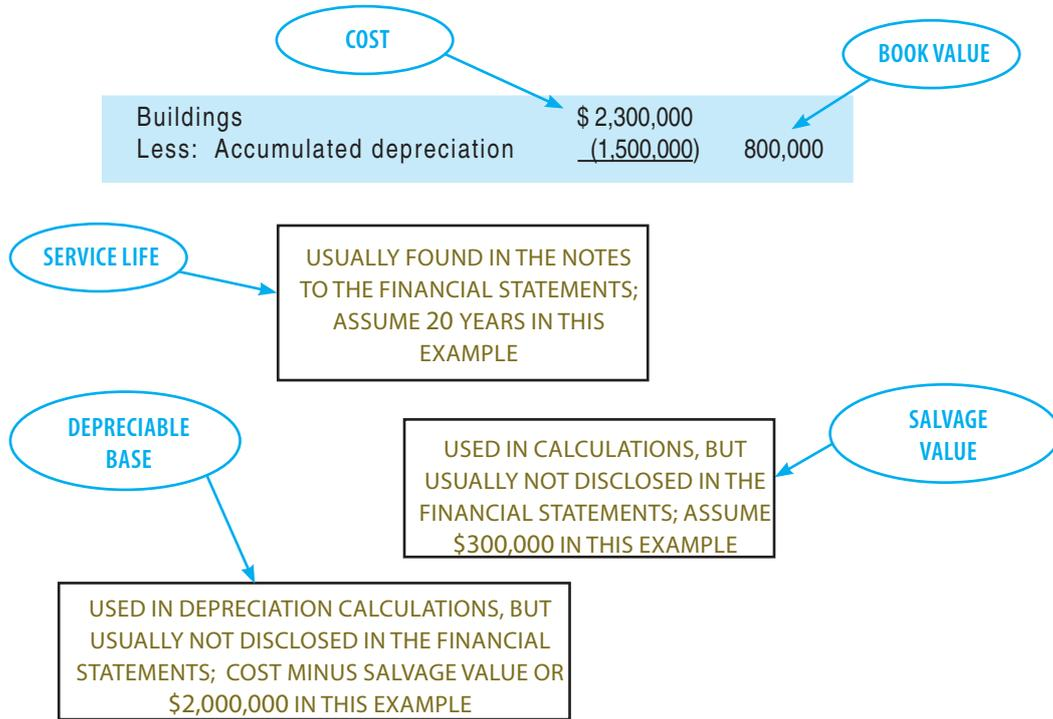 COST
BOOK VALUE
Buildings $ 2,300,000
Less: Accumulated depreciation (1,500,000) 800,000
SERVICE LIFE
USUALLY FOUND IN THE NOTES
TO THE FINANCIAL STATEMENTS;
ASSUME 20 YEARS IN THIS
EXAMPLE
DEPRECIABLE
BASE
SALVAGE
VALUE
USED IN CALCULATIONS, BUT
USUALLY NOT DISCLOSED IN THE
FINANCIAL STATEMENTS; ASSUME
$300,000 IN THIS EXAMPLE
USED IN DEPRECIATION CALCULATIONS, BUT
USUALLY NOT DISCLOSED IN THE FINANCIAL
STATEMENTS; COST MINUS SALVAGE VALUE OR
$2,000,000 IN THIS EXAMPLE